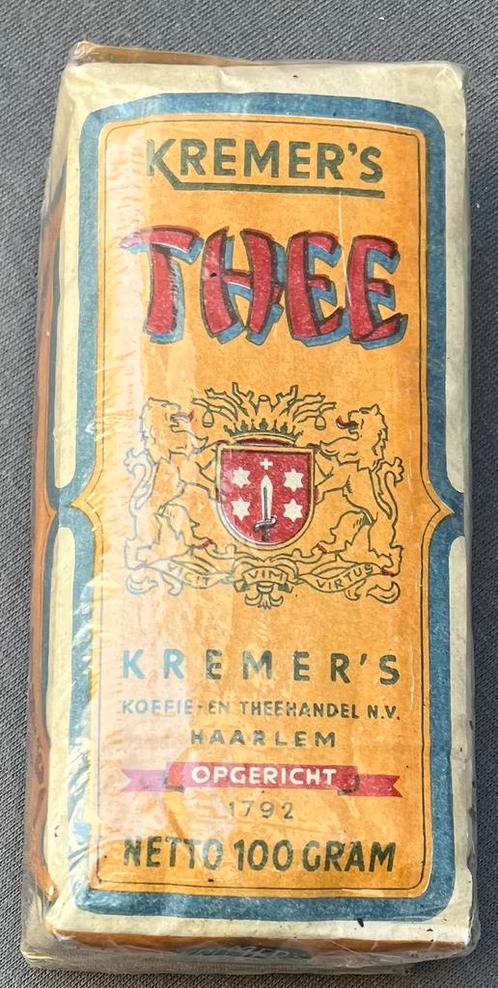 KREMER'S
THEE
VICIT VIM VIRTUS
KREMER'S
KOFFIE- EN THEEHANDEL N.V.
HAARLEM
OPGERICHT
1792
NETTO 100 GRAM